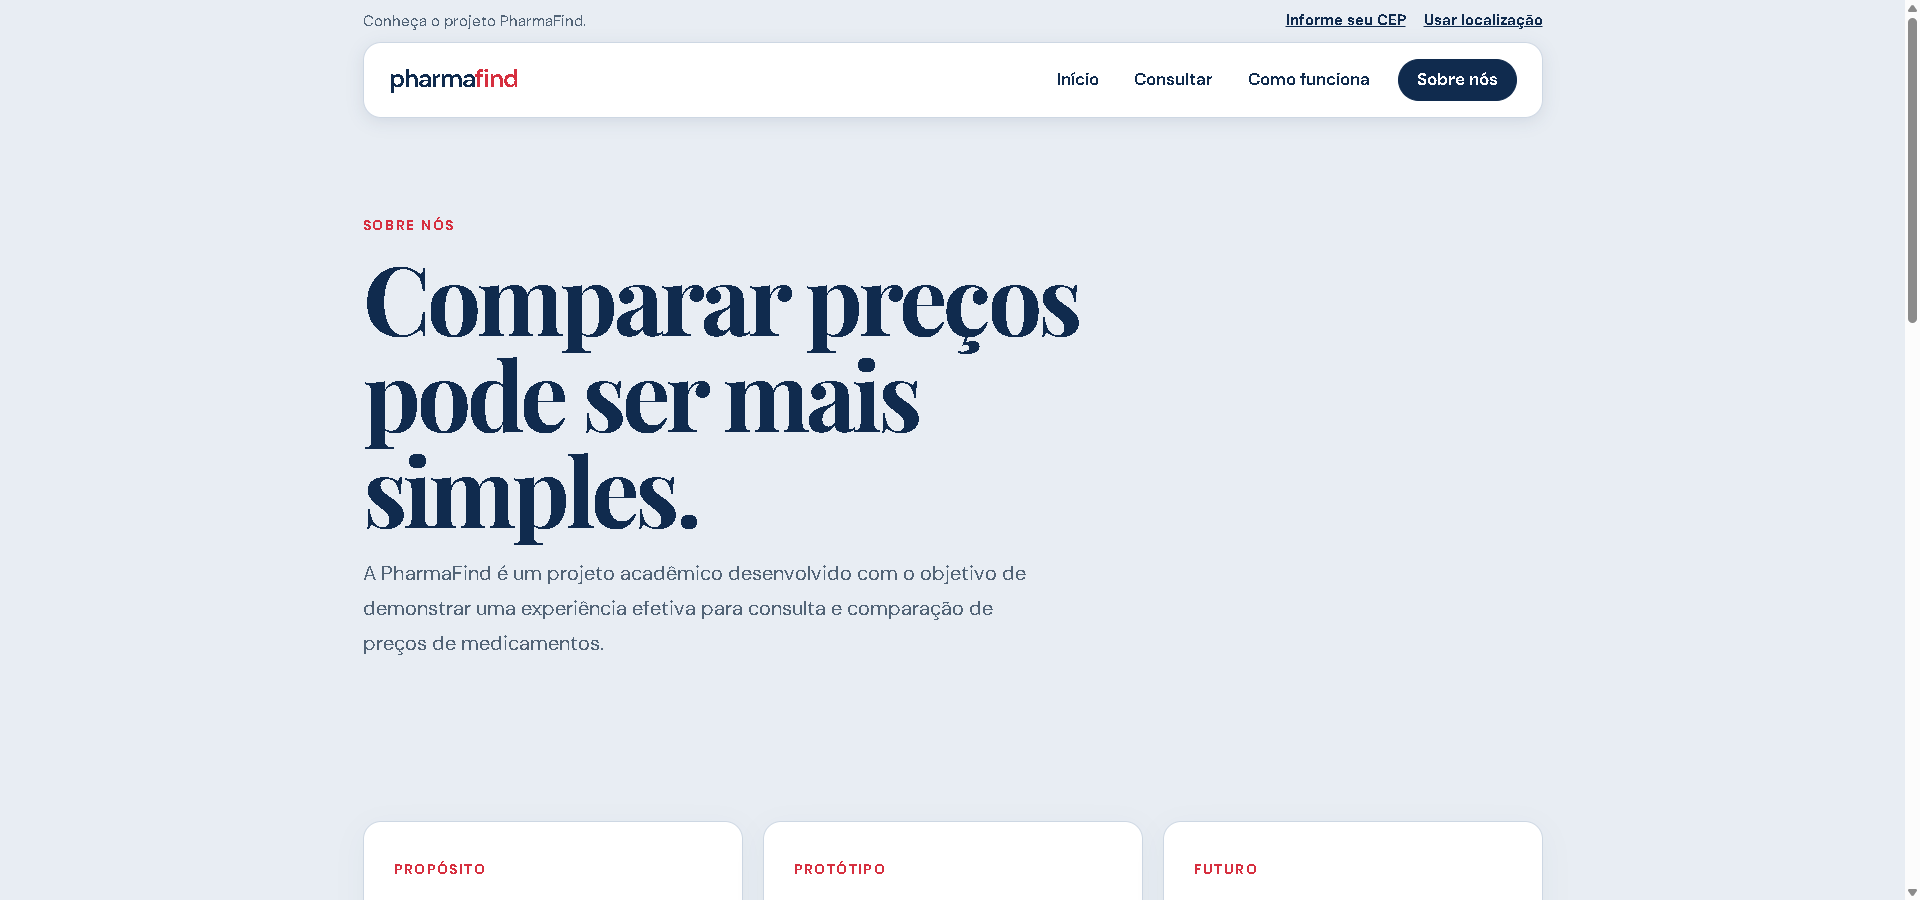 Conheça o projeto PharmaFind.
Informe seu CEP
Usar localização
pharmafind
Início
Consultar
Como funciona
Sobre nós
SOBRE NÓS
Comparar preços
pode ser mais
simples.
A PharmaFind é um projeto acadêmico desenvolvido com o objetivo de
demonstrar uma experiência efetiva para consulta e comparação de
preços de medicamentos.
PROPÓSITO
PROTÓTIPO
FUTURO